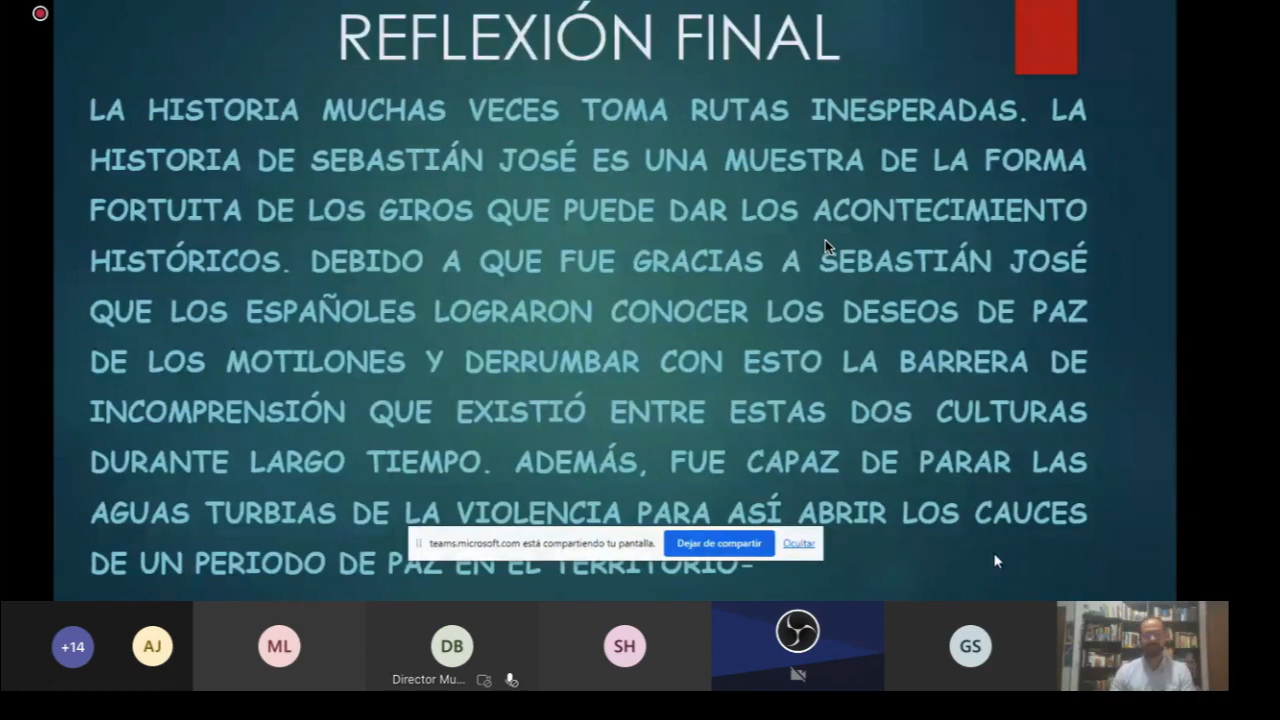 REFLEXIÓN FINAL
LA HISTORIA MUCHAS VECES TOMA RUTAS INESPERADAS. LA
HISTORIA DE SEBASTIÁN JOSÉ ES UNA MUESTRA DE LA FORMA
FORTUITA DE LOS GIROS QUE PUEDE DAR LOS ACONTECIMIENTO
HISTÓRICOS. DEBIDO A QUE FUE GRACIAS A SEBASTIÁN JOSÉ
QUE LOS ESPAÑOLES LOGRARON CONOCER LOS DESEOS DE PAZ
DE LOS MOTILONES Y DERRUMBAR CON ESTO LA BARRERA DE
INCOMPRENSIÓN QUE EXISTIÓ ENTRE ESTAS DOS CULTURAS
DURANTE LARGO TIEMPO. ADEMÁS, FUE CAPAZ DE PARAR LAS
AGUAS TURBIAS DE LA VIOLENCIA PARA ASÍ ABRIR LOS CAUCES
teams.microsoft.com está compartiendo tu pantalla. Dejar de compartir Ocultar
DE UN PERIODO DE PAZ EN EL TERRITORIO-
+14 AJ ML DB SH GS
Director Mu...